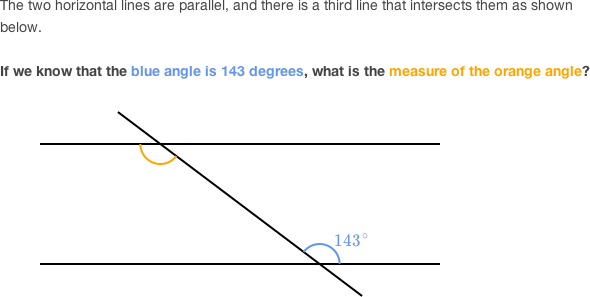 The two horizontal lines are parallel, and there is a third line that intersects them as shown
below.
If we know that the blue angle is 143 degrees, what is the measure of the orange angle?
143°